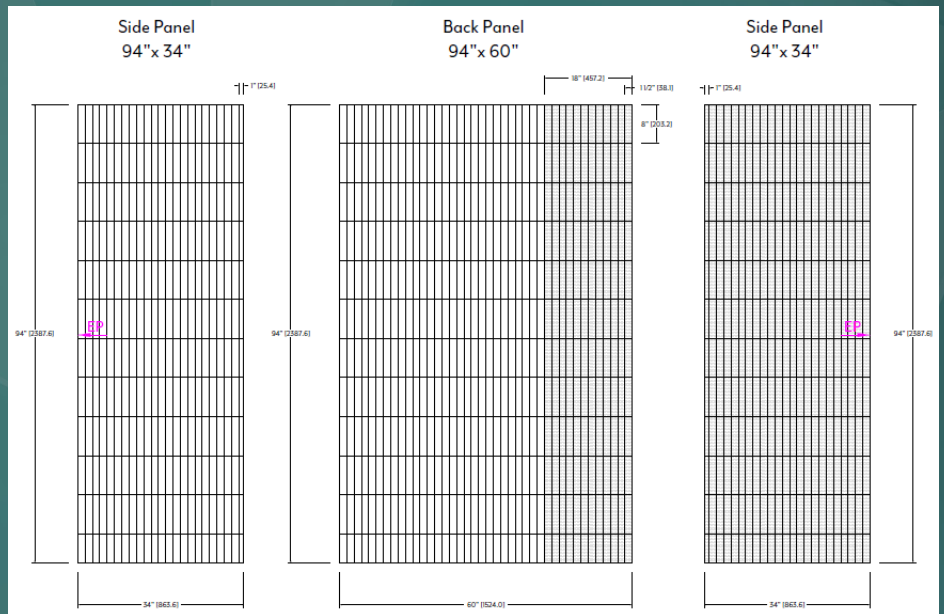 Side Panel
94"x 34"
Back Panel
94"x 60"
Side Panel
94"x 34"
1" [25.4]
18" [457.2]
1 1/2" [38.1]
1" [25.4]
8" [203.2]
EP
EP
94" [2387.6]
94" [2387.6]
94" [2387.6]
34" [863.6]
60" [1524.0]
34" [863.6]